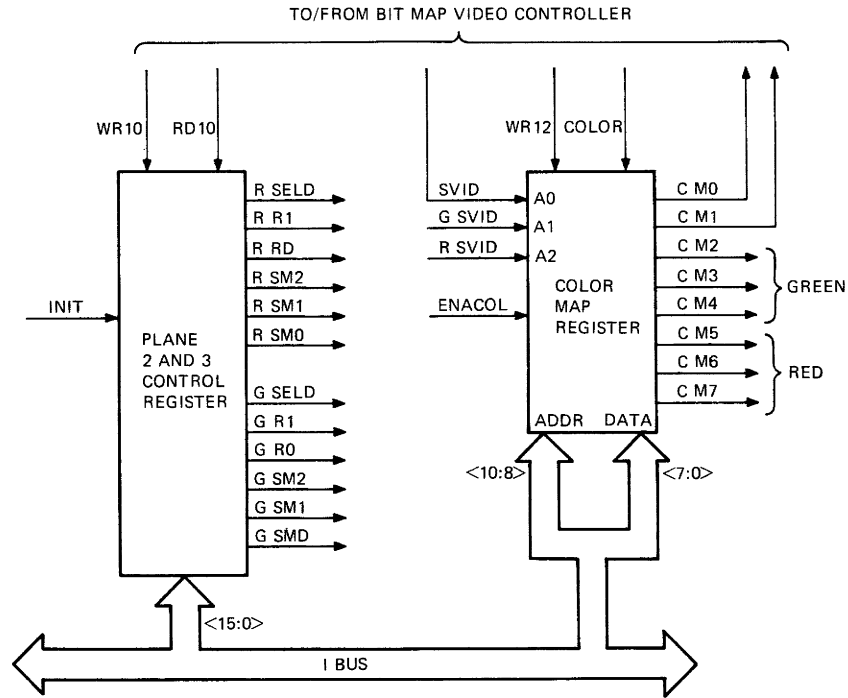 TO/FROM BIT MAP VIDEO CONTROLLER
WR10
RD10
WR12
COLOR
R SELD
R R1
R RD
R SM2
R SM1
R SM0
G SELD
G R1
G R0
G SM2
G SM1
G SMD
INIT
PLANE
2 AND 3
CONTROL
REGISTER
SVID
G SVID
R SVID
ENACOL
A0
A1
A2
COLOR
MAP
REGISTER
ADDR
DATA
C M0
C M1
C M2
C M3
C M4
C M5
C M6
C M7
GREEN
RED
<10:8>
<7:0>
<15:0>
I BUS